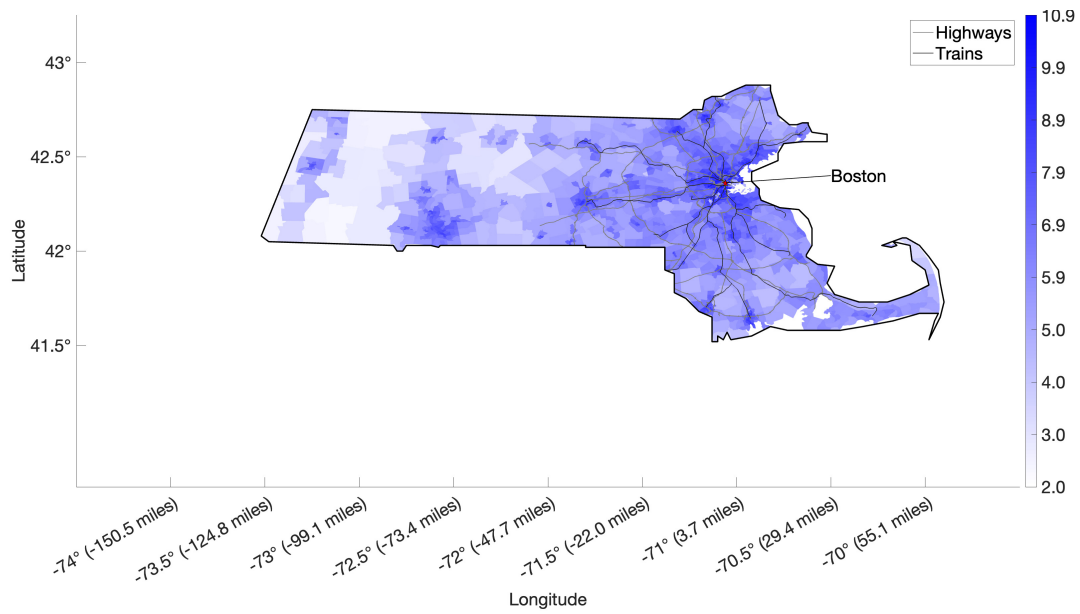 Highways
Trains
10.9
9.9
8.9
7.9
6.9
5.9
5.0
4.0
3.0
2.0
43°
42.5°
42°
41.5°
Latitude
Boston
-74° (-150.5 miles)
-73.5° (-124.8 miles)
-73° (-99.1 miles)
-72.5° (-73.4 miles)
-72° (-47.7 miles)
-71.5° (-22.0 miles)
-71° (3.7 miles)
-70.5° (29.4 miles)
-70° (55.1 miles)
Longitude